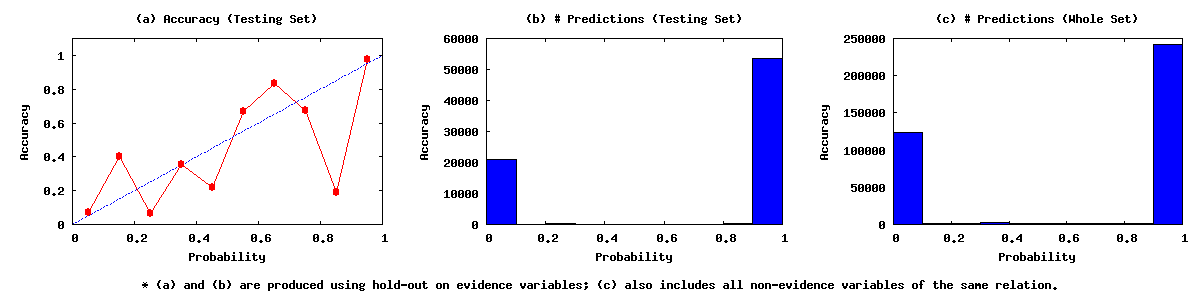 (a) Accuracy (Testing Set)
(b) # Predictions (Testing Set)
(c) # Predictions (Whole Set)
Accuracy
1
0.8
0.6
0.4
0.2
0
0 0.2 0.4 0.6 0.8 1
Probability
Accuracy
60000
50000
40000
30000
20000
10000
0
0 0.2 0.4 0.6 0.8 1
Probability
Accuracy
250000
200000
150000
100000
50000
0
0 0.2 0.4 0.6 0.8 1
Probability
* (a) and (b) are produced using hold-out on evidence variables; (c) also includes all non-evidence variables of the same relation.